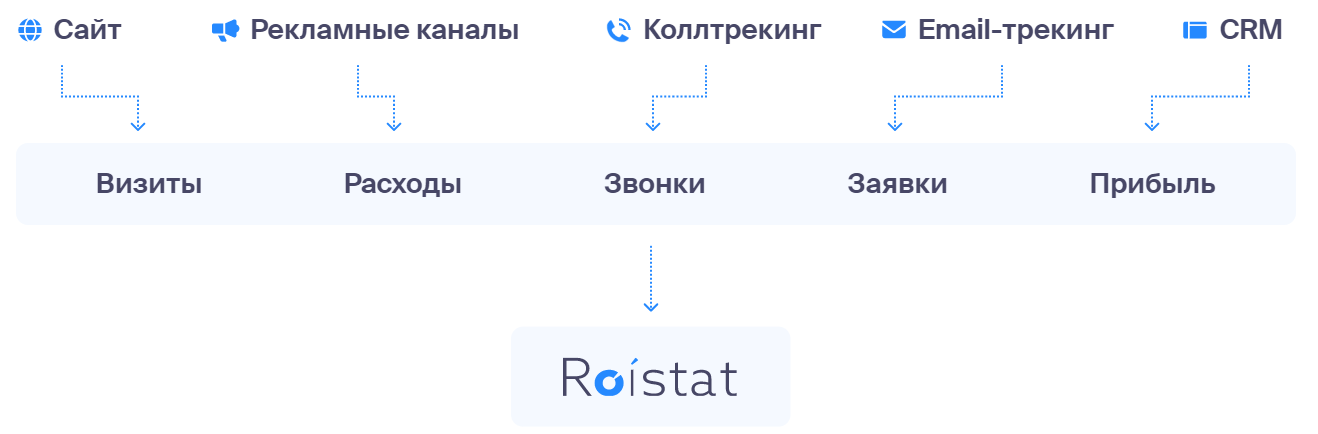 Сайт Рекламные каналы Коллтрекинг Email-трекинг CRM
Визиты Расходы Звонки Заявки Прибыль
Roistat